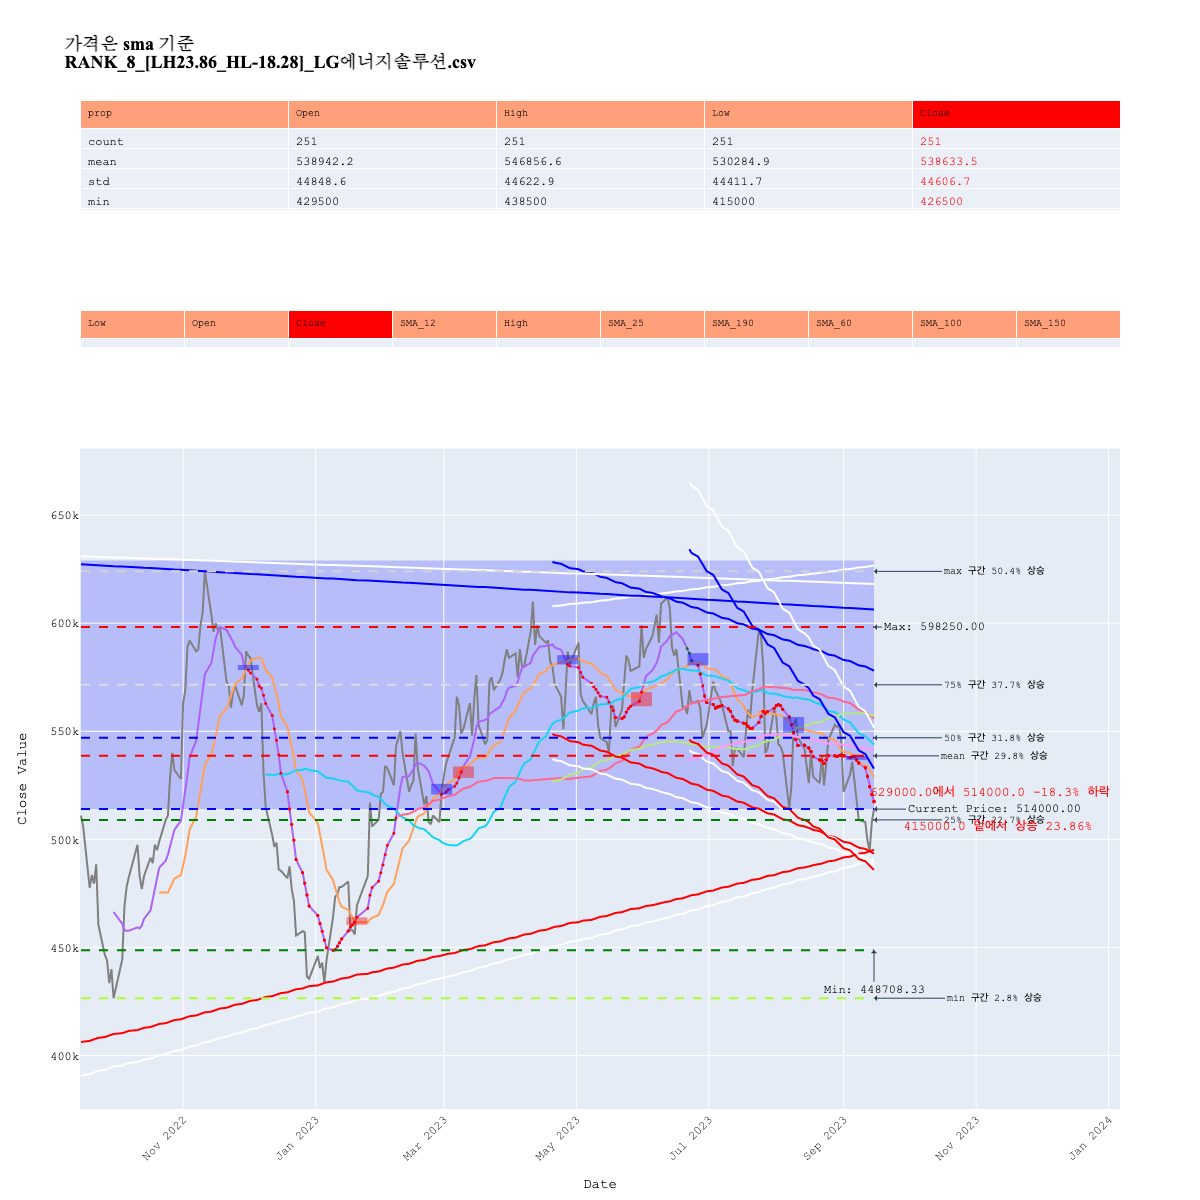 가격은 sma 기준
RANK_8_[LH23.86_HL-18.28]_LG에너지솔루션.csv
prop Open High Low Close
count 251 251 251 251
mean 538942.2 546856.6 530284.9 538633.5
std 44848.6 44622.9 44411.7 44606.7
min 429500 438500 415000 426500
Low Open Close SMA_12 High SMA_25 SMA_190 SMA_60 SMA_100 SMA_150
650k
600k
550k
500k
450k
400k
Close Value
max 구간 50.4% 상승
Max: 598250.00
75% 구간 37.7% 상승
50% 구간 31.8% 상승
mean 구간 29.8% 상승
629000.0에서 514000.0 -18.3% 하락
Current Price: 514000.00
25% 구간 22.7% 상승
415000.0 밑에서 상승 23.86%
Min: 448708.33
min 구간 2.8% 상승
Nov 2022
Jan 2023
Mar 2023
May 2023
Jul 2023
Sep 2023
Nov 2023
Jan 2024
Date